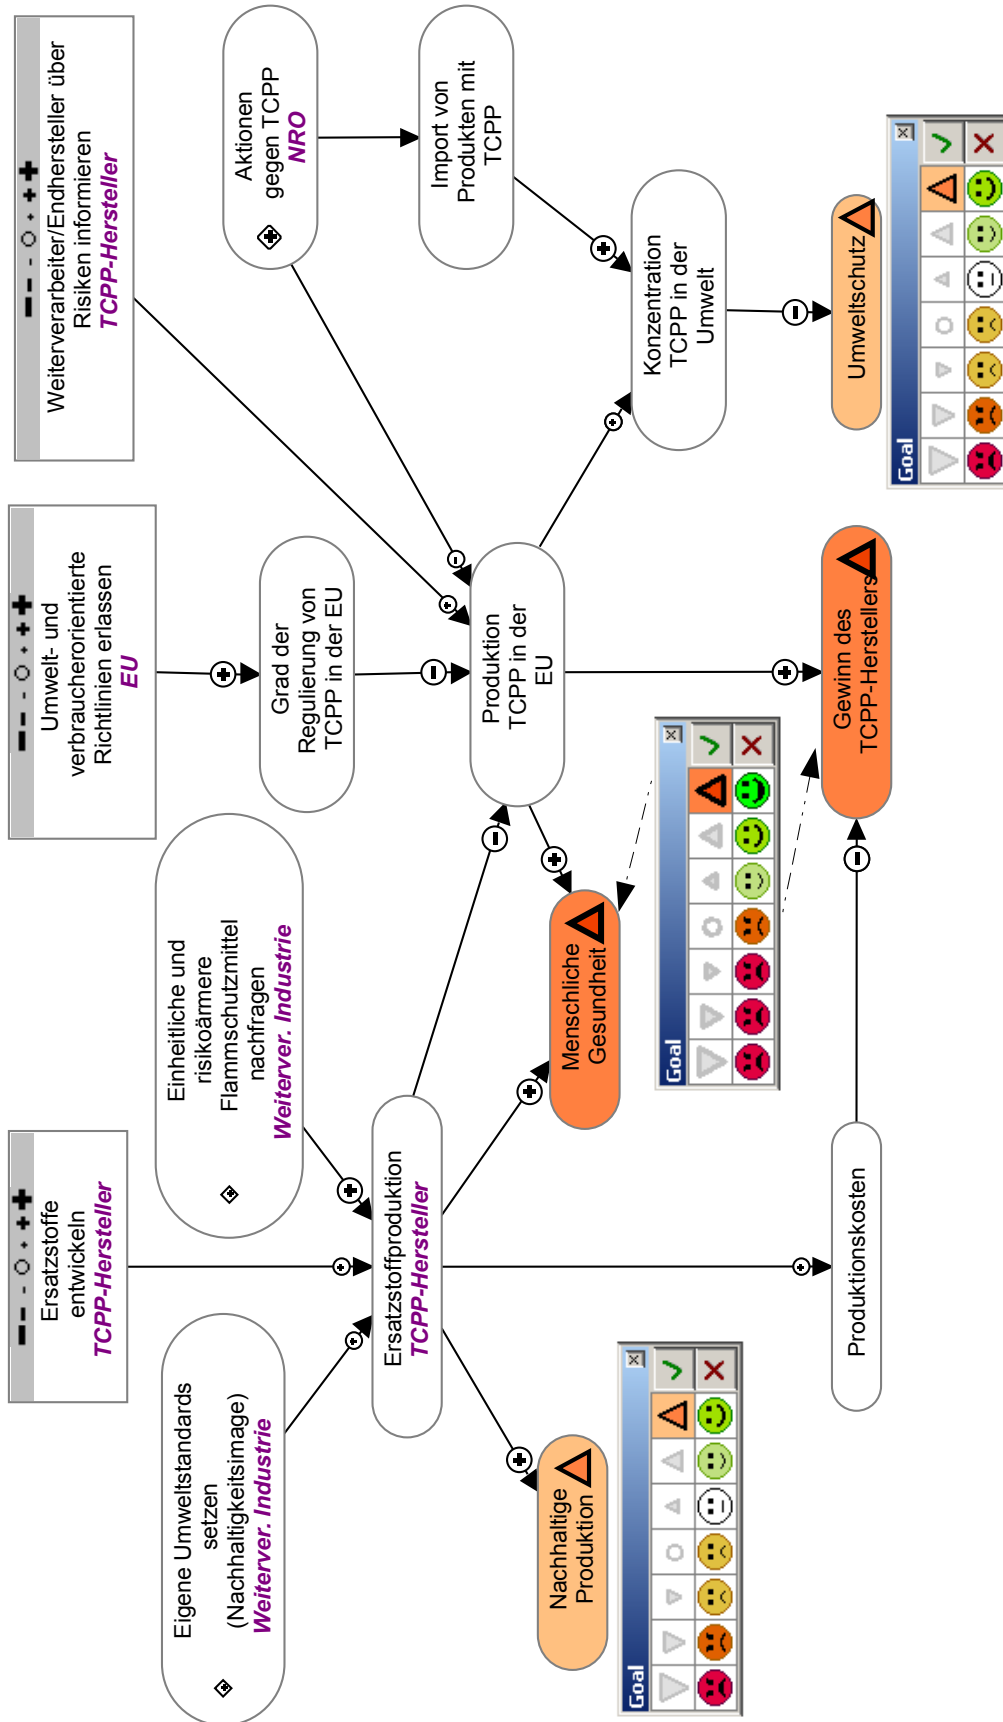 Ersatzstoffe
entwickeln
TCPP-Hersteller
Umwelt- und
verbraucherorientierte
Richtlinien erlassen
EU
Weiterverarbeiter/Endhersteller über
Risiken informieren
TCPP-Hersteller
Eigene Umweltstandards
setzen
(Nachhaltigkeitsimage)
Weiterver. Industrie
Einheitliche und
risikoärmere
Flammschutzmittel
nachfragen
Weiterver. Industrie
Grad der
Regulierung von
TCPP in der EU
Aktionen
gegen TCPP
NRO
Ersatzstoffproduktion
TCPP-Hersteller
Produktion
TCPP in der
EU
Import von
Produkten mit
TCPP
Nachhaltige
Produktion
Menschliche
Gesundheit
Konzentration
TCPP in der
Umwelt
Goal
Goal
Produktionskosten
Gewinn des
TCPP-Herstellers
Umweltschutz
Goal